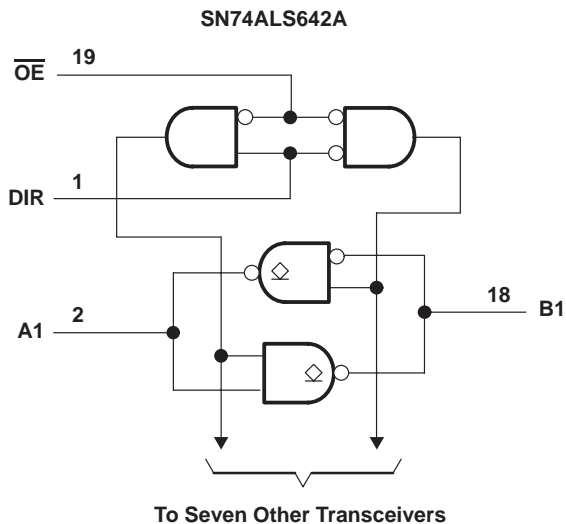 SN74ALS642A
OE 19
DIR 1
A1 2
18 B1
To Seven Other Transceivers